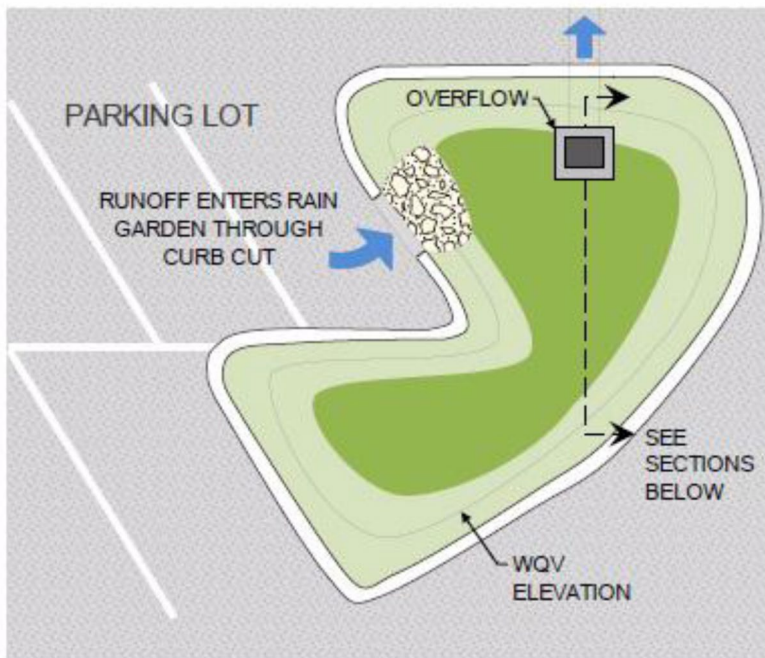 OVERFLOW
PARKING LOT
RUNOFF ENTERS RAIN
GARDEN THROUGH
CURB CUT
SEE
SECTIONS
BELOW
WQV
ELEVATION